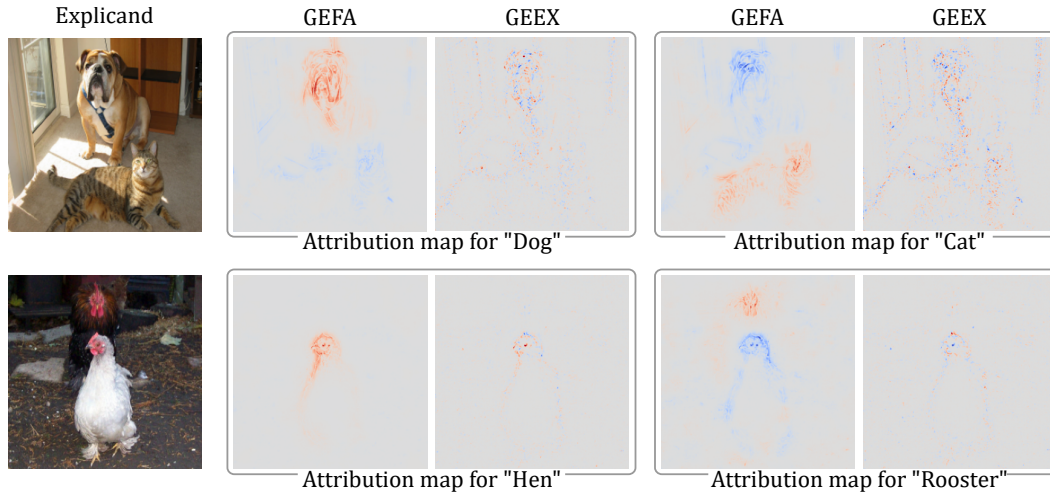 Explicand GEFA GEEX GEFA GEEX
Attribution map for "Dog" Attribution map for "Cat"
Attribution map for "Hen" Attribution map for "Rooster"